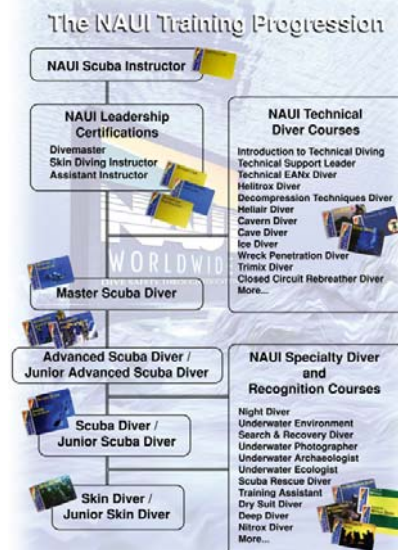 The NAUI Training Progression
NAUI Scuba Instructor
NAUI Leadership
Certifications
Divemaster
Skin Diving Instructor
Assistant Instructor
NAUI Technical
Diver Courses
Introduction to Technical Diving
Technical Support Leader
Technical EANx Diver
Helitrox Diver
Decompression Techniques Diver
Heliair Diver
Cavern Diver
Cave Diver
Ice Diver
Wreck Penetration Diver
Trimix Diver
Closed Circuit Rebreather Diver
More...
NAUI
WORLDWID
DIVE SAFETY THROUGH
Master Scuba Diver
Advanced Scuba Diver /
Junior Advanced Scuba Diver
Scuba Diver /
Junior Scuba Diver
Skin Diver /
Junior Skin Diver
NAUI Specialty Diver
and
Recognition Courses
Night Diver
Underwater Environment
Search & Recovery Diver
Underwater Photographer
Underwater Archaeologist
Underwater Ecologist
Scuba Rescue Diver
Training Assistant
Dry Suit Diver
Deep Diver
Nitrox Diver
More...